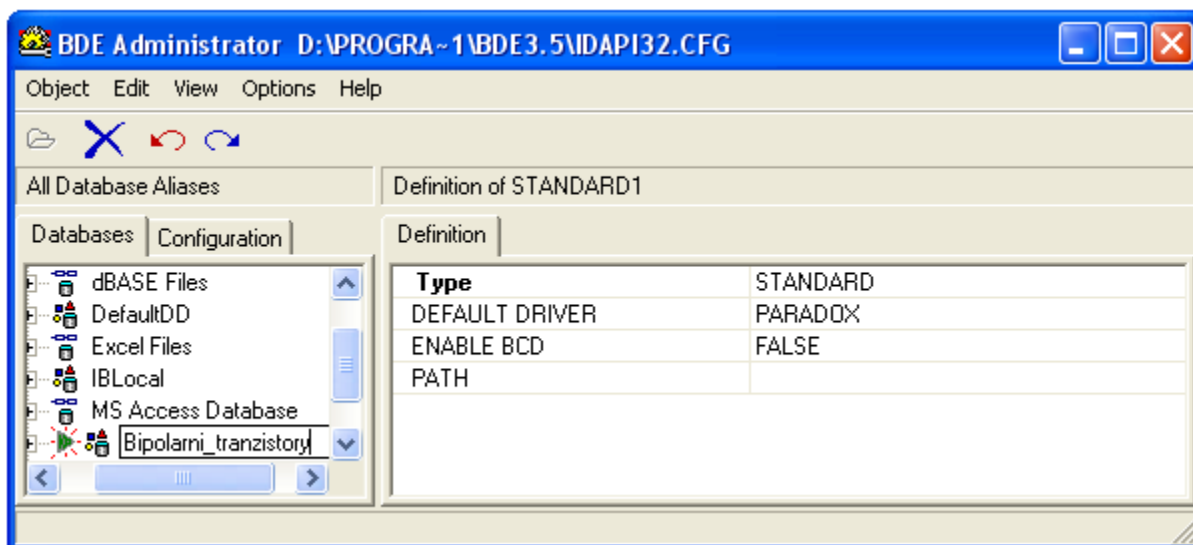 BDE Administrator D:\PROGRA~1\BDE3.5\IDAPI32.CFG
Object Edit View Options Help
All Database Aliases
Definition of STANDARD1
Databases Configuration
Definition
dBASE Files
DefaultDD
Excel Files
IBLocal
MS Access Database
Bipolarni_tranzistory
Type STANDARD
DEFAULT DRIVER PARADOX
ENABLE BCD FALSE
PATH